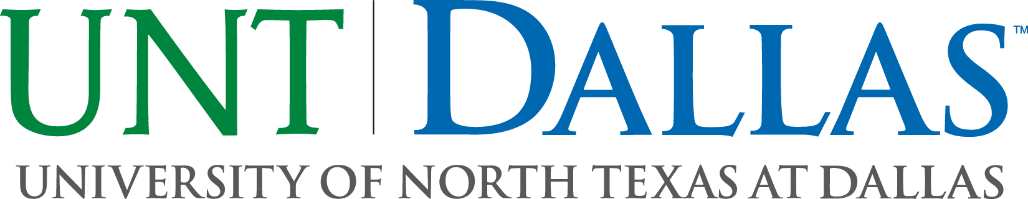 UNT | DALLAS™
UNIVERSITY OF NORTH TEXAS AT DALLAS